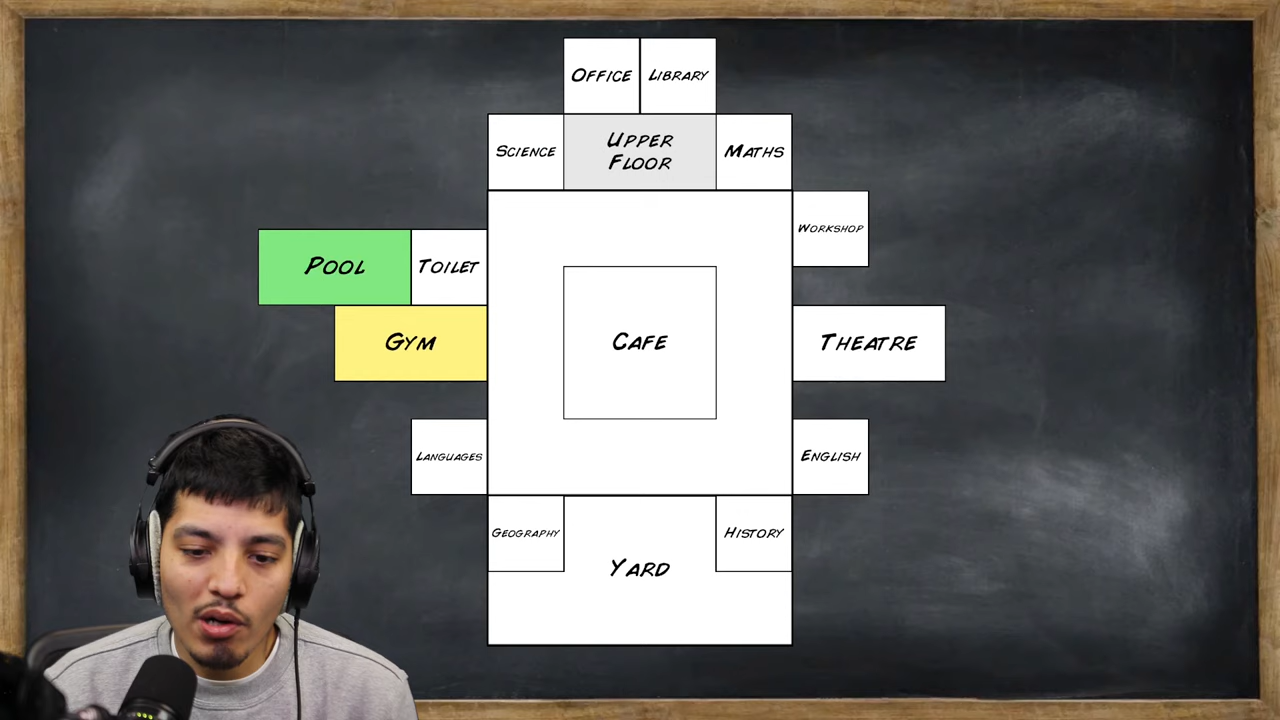 OFFICE
LIBRARY
SCIENCE
UPPER
FLOOR
MATHS
WORKSHOP
POOL
TOILET
GYM
CAFE
THEATRE
LANGUAGES
ENGLISH
GEOGRAPHY
HISTORY
YARD